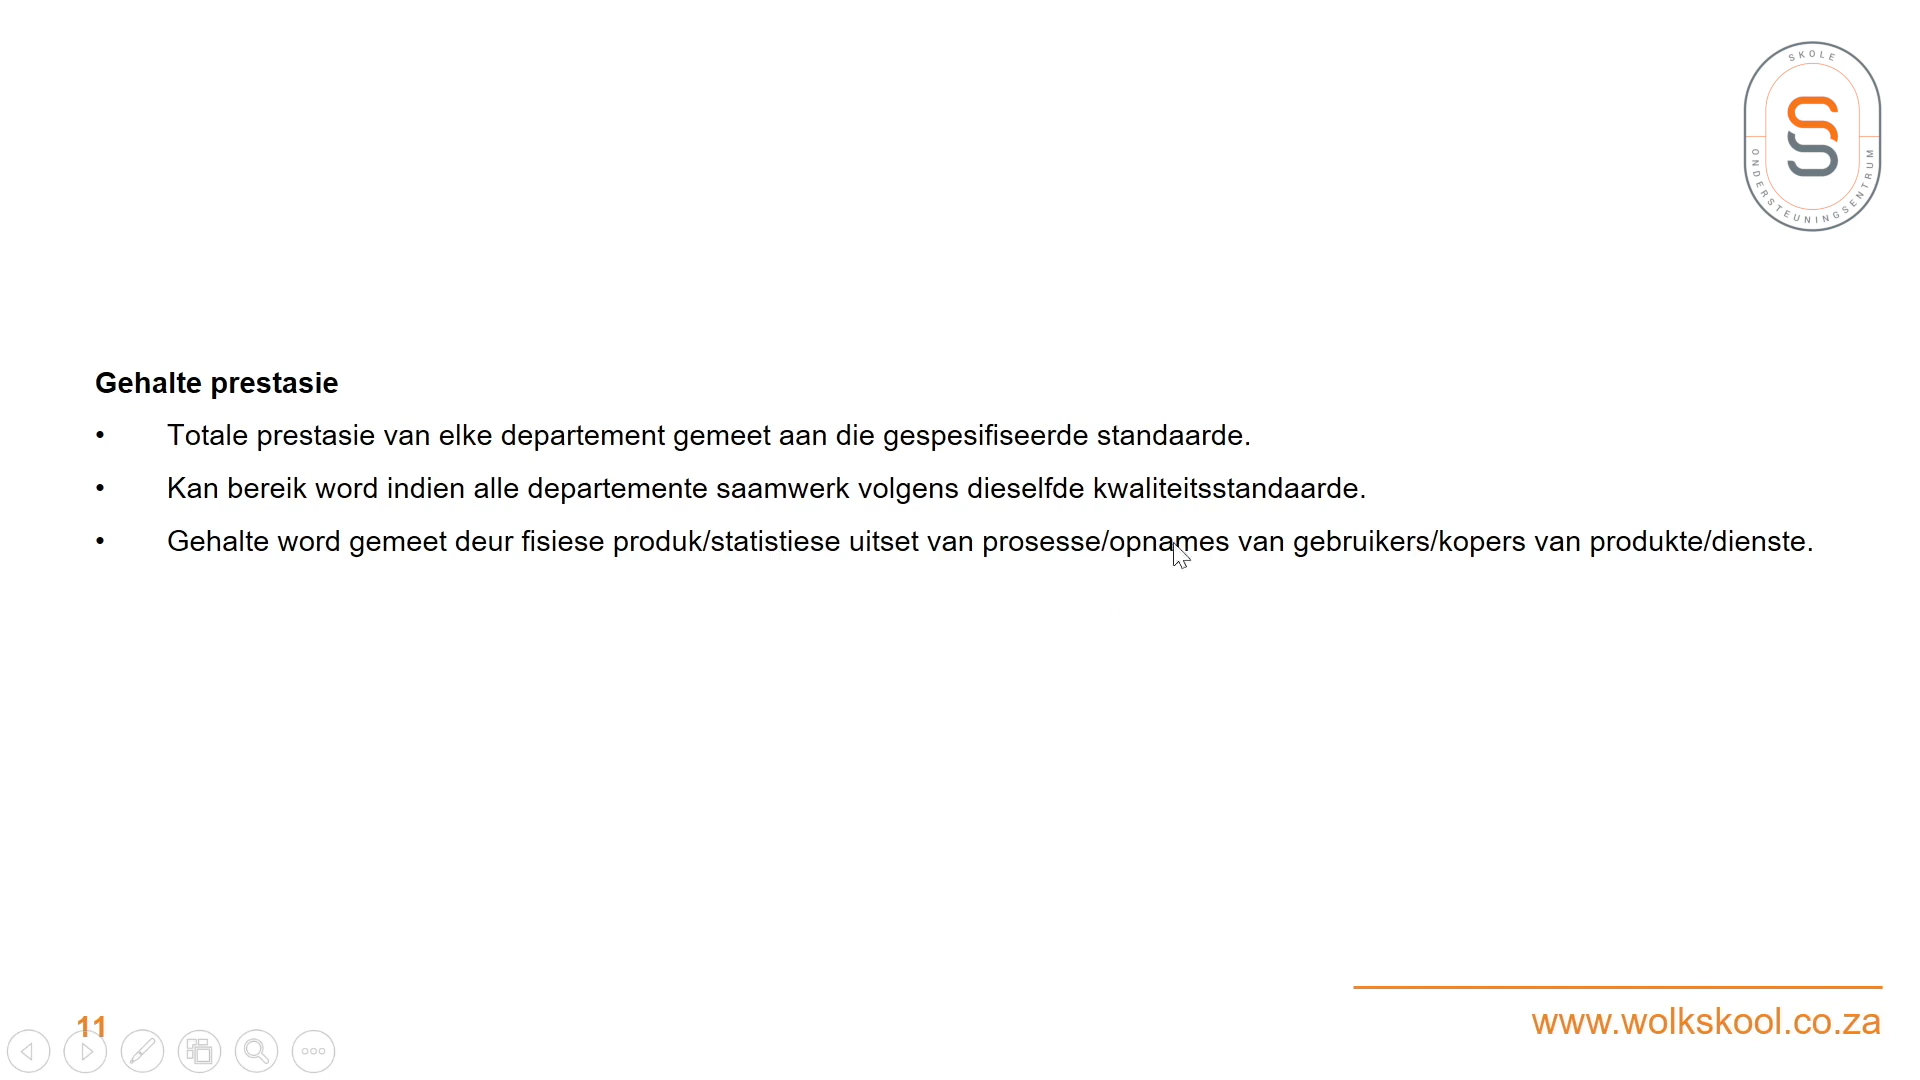 SKOLE
ONDERSTEUNINGSENTRUM
Gehalte prestasie
• Totale prestasie van elke departement gemeet aan die gespesifiseerde standaarde.
• Kan bereik word indien alle departemente saamwerk volgens dieselfde kwaliteitsstandaarde.
• Gehalte word gemeet deur fisiese produk/statistiese uitset van prosesse/opnames van gebruikers/kopers van produkte/dienste.
11
www.wolkskool.co.za